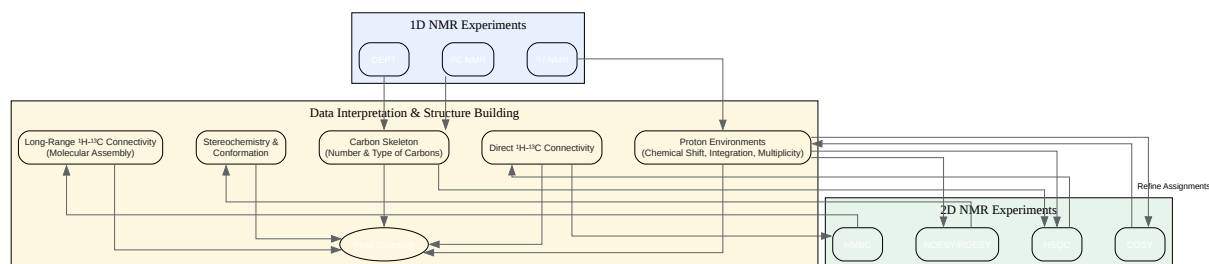 1D NMR Experiments
DEPT
¹³C NMR
¹H NMR
Data Interpretation & Structure Building
Long-Range ¹H-¹³C Connectivity
(Molecular Assembly)
Stereochemistry &
Conformation
Carbon Skeleton
(Number & Type of Carbons)
Direct ¹H-¹³C Connectivity
Proton Environments
(Chemical Shift, Integration, Multiplicity)
Refine Assignments
2D NMR Experiments
HMBC
NOESY/ROESY
HSQC
COSY